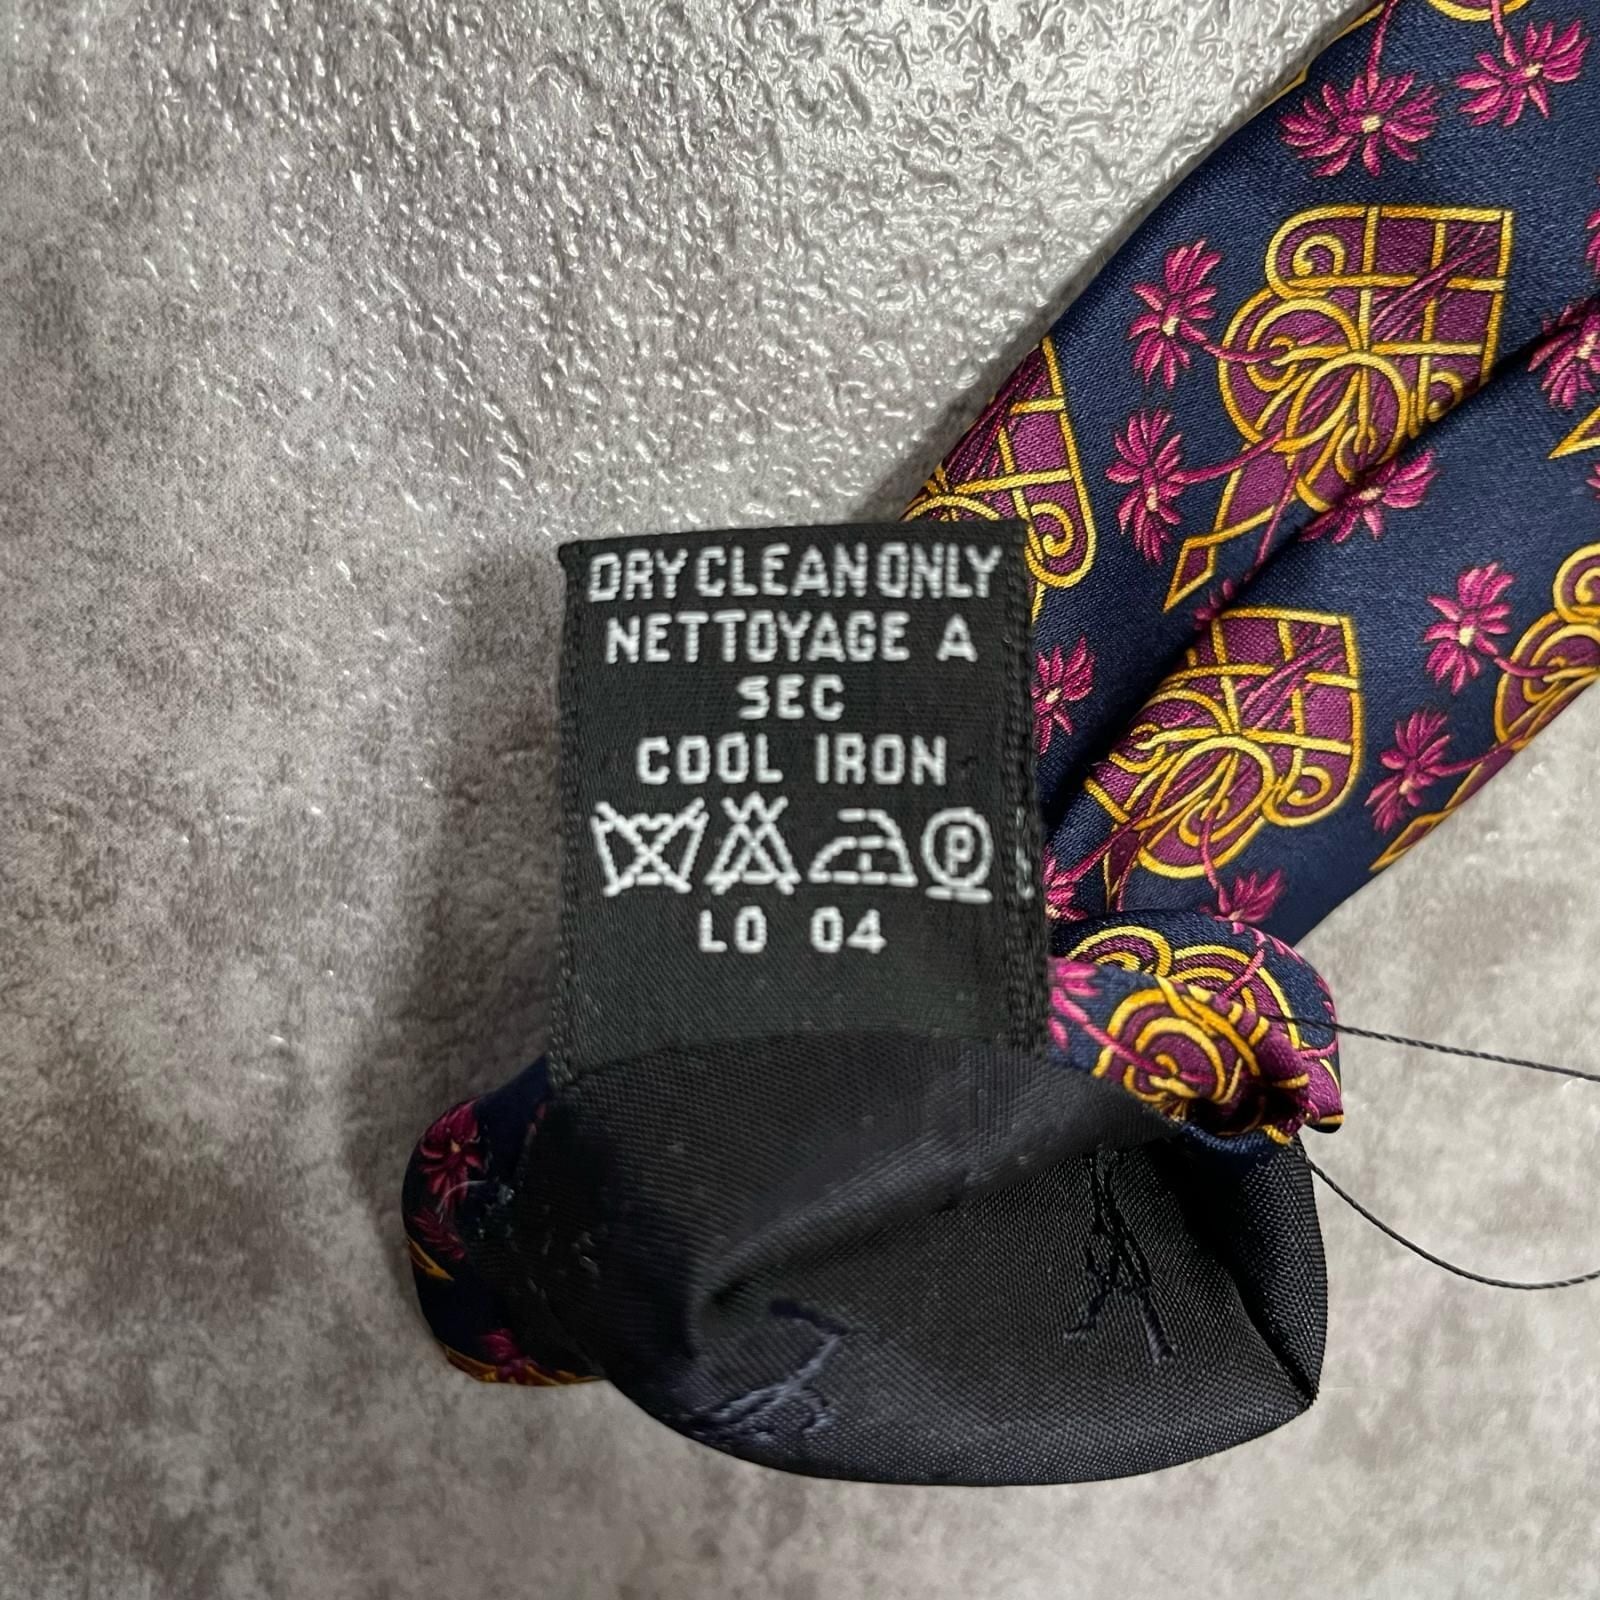 DRY CLEAN ONLY
NETTOYAGE A
SEC
COOL IRON
P
LO 04